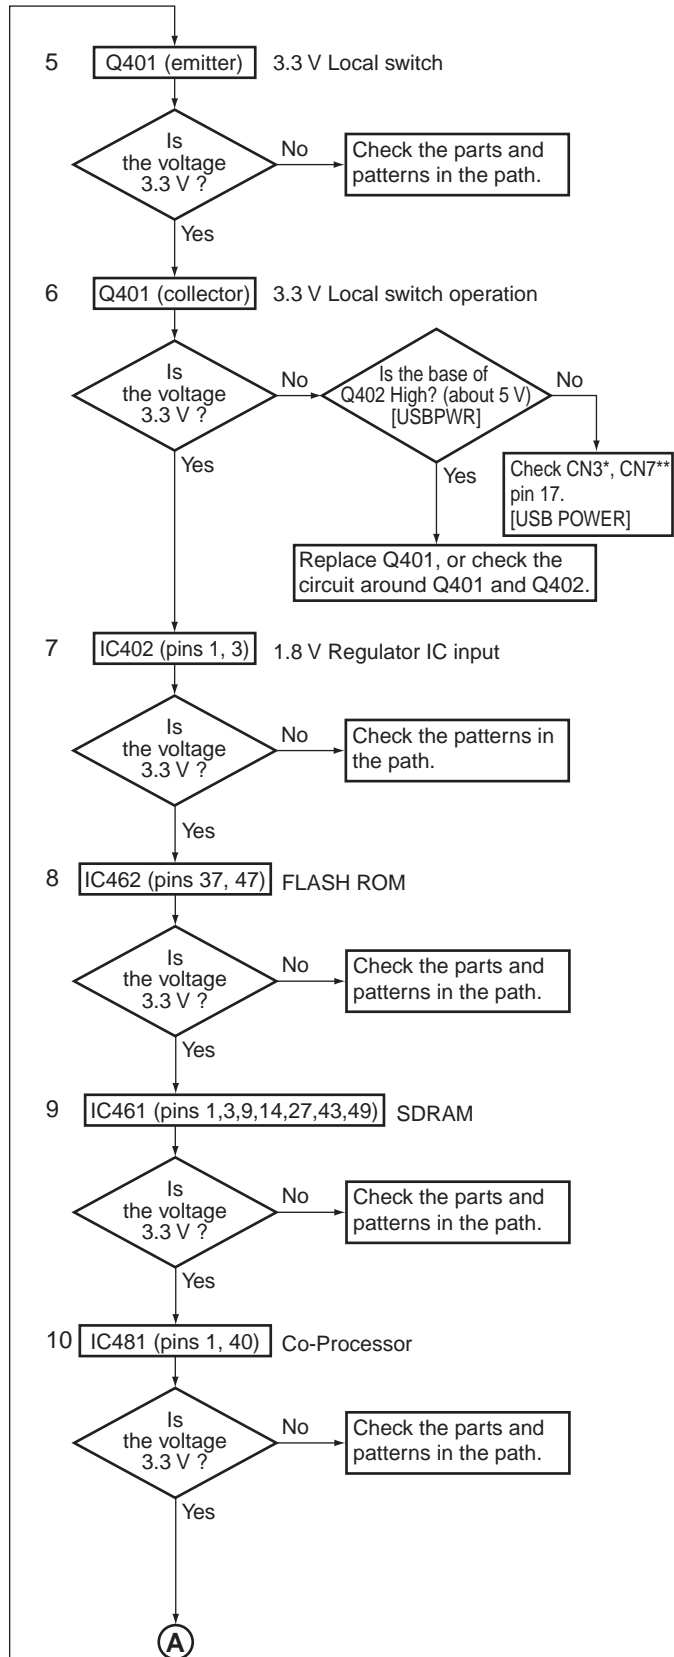 5 Q401 (emitter) 3.3 V Local switch
Is
the voltage
3.3 V ?
No
Check the parts and
patterns in the path.
Yes
6 Q401 (collector) 3.3 V Local switch operation
Is
the voltage
3.3 V ?
No
Is the base of
Q402 High? (about 5 V)
[USBPWR]
No
Check CN3*, CN7**
pin 17.
[USB POWER]
Yes
Replace Q401, or check the
circuit around Q401 and Q402.
Yes
7 IC402 (pins 1, 3) 1.8 V Regulator IC input
Is
the voltage
3.3 V ?
No
Check the patterns in
the path.
Yes
8 IC462 (pins 37, 47) FLASH ROM
Is
the voltage
3.3 V ?
No
Check the parts and
patterns in the path.
Yes
9 IC461 (pins 1,3,9,14,27,43,49) SDRAM
Is
the voltage
3.3 V ?
No
Check the parts and
patterns in the path.
Yes
10 IC481 (pins 1, 40) Co-Processor
Is
the voltage
3.3 V ?
No
Check the parts and
patterns in the path.
Yes
A